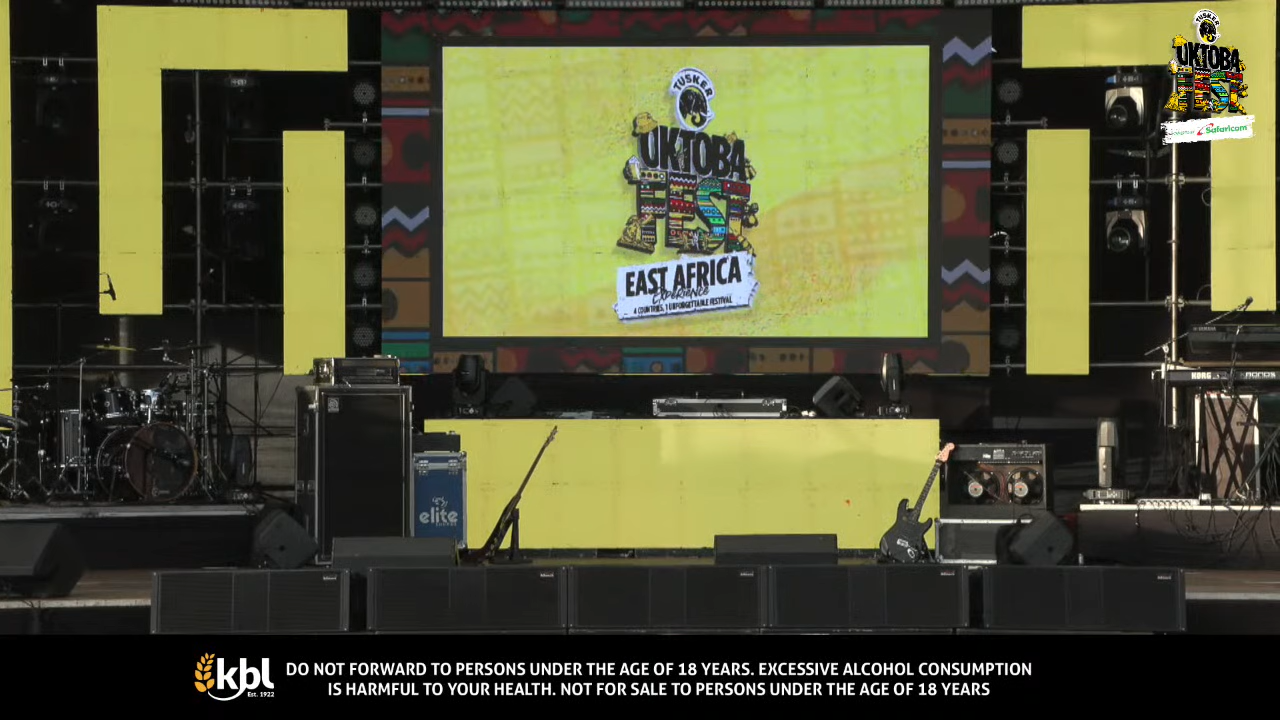 TUSKER
UKTOBA
FEST
EAST AFRICA
EXPERIENCE
4 COUNTRIES, 1 UNFORGETTABLE FESTIVAL
TUSKER
UKTOBA
FEST
Safaricom
YAMAHA
KORG
KRONOS
elite
kbl
Est. 1922
DO NOT FORWARD TO PERSONS UNDER THE AGE OF 18 YEARS. EXCESSIVE ALCOHOL CONSUMPTION
IS HARMFUL TO YOUR HEALTH. NOT FOR SALE TO PERSONS UNDER THE AGE OF 18 YEARS